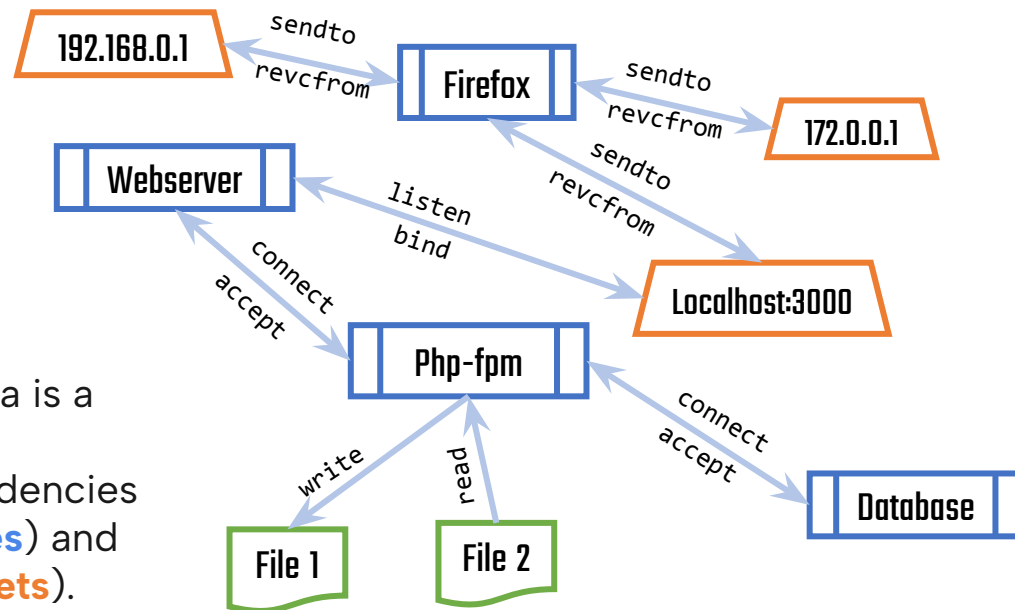 192.168.0.1
sendto
revcfrom
Firefox
sendto
revcfrom
172.0.0.1
Webserver
listen
bind
sendto
revcfrom
Localhost:3000
connect
accept
Php-fpm
connect
accept
Database
write
read
File 1
File 2
a is a
dencies
es) and
ets).